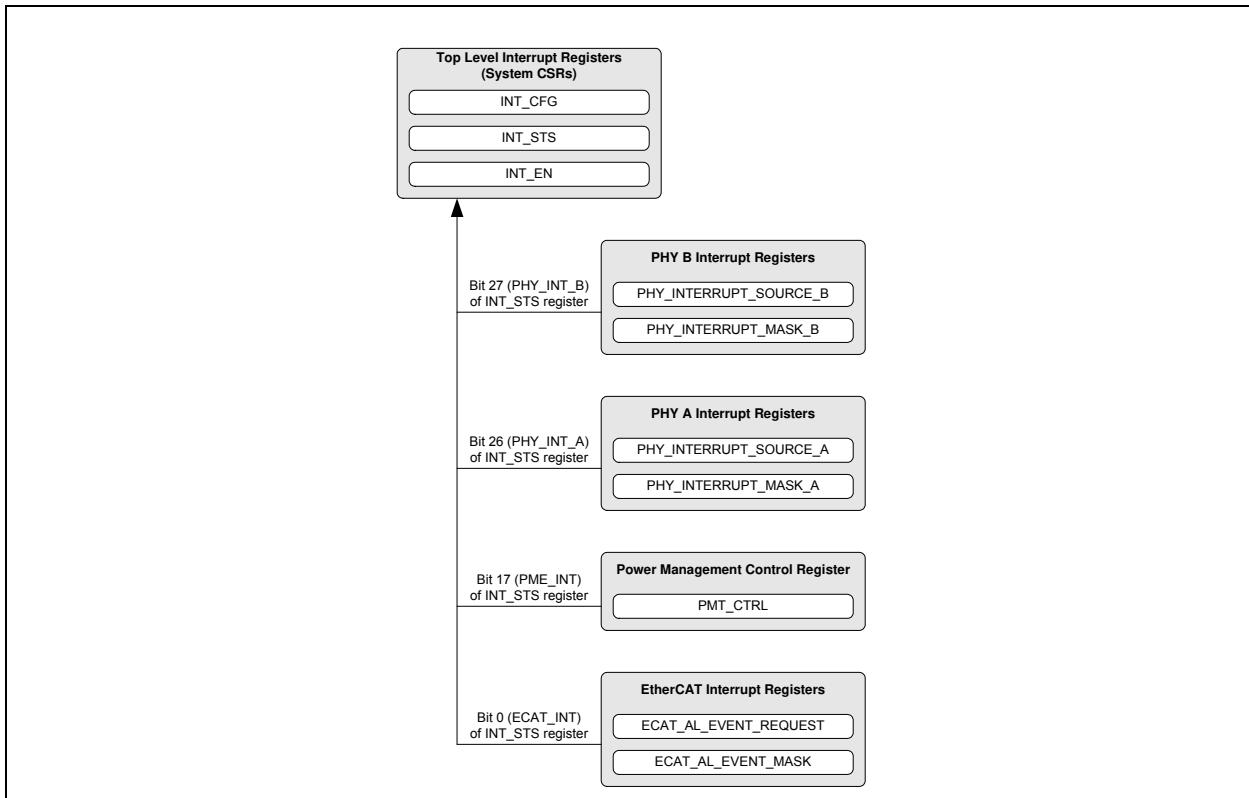 Top Level Interrupt Registers
(System CSRs)
INT_CFG
INT_STS
INT_EN
Bit 27 (PHY_INT_B)
of INT_STS register
PHY B Interrupt Registers
PHY_INTERRUPT_SOURCE_B
PHY_INTERRUPT_MASK_B
Bit 26 (PHY_INT_A)
of INT_STS register
PHY A Interrupt Registers
PHY_INTERRUPT_SOURCE_A
PHY_INTERRUPT_MASK_A
Bit 17 (PME_INT)
of INT_STS register
Power Management Control Register
PMT_CTRL
Bit 0 (ECAT_INT)
of INT_STS register
EtherCAT Interrupt Registers
ECAT_AL_EVENT_REQUEST
ECAT_AL_EVENT_MASK